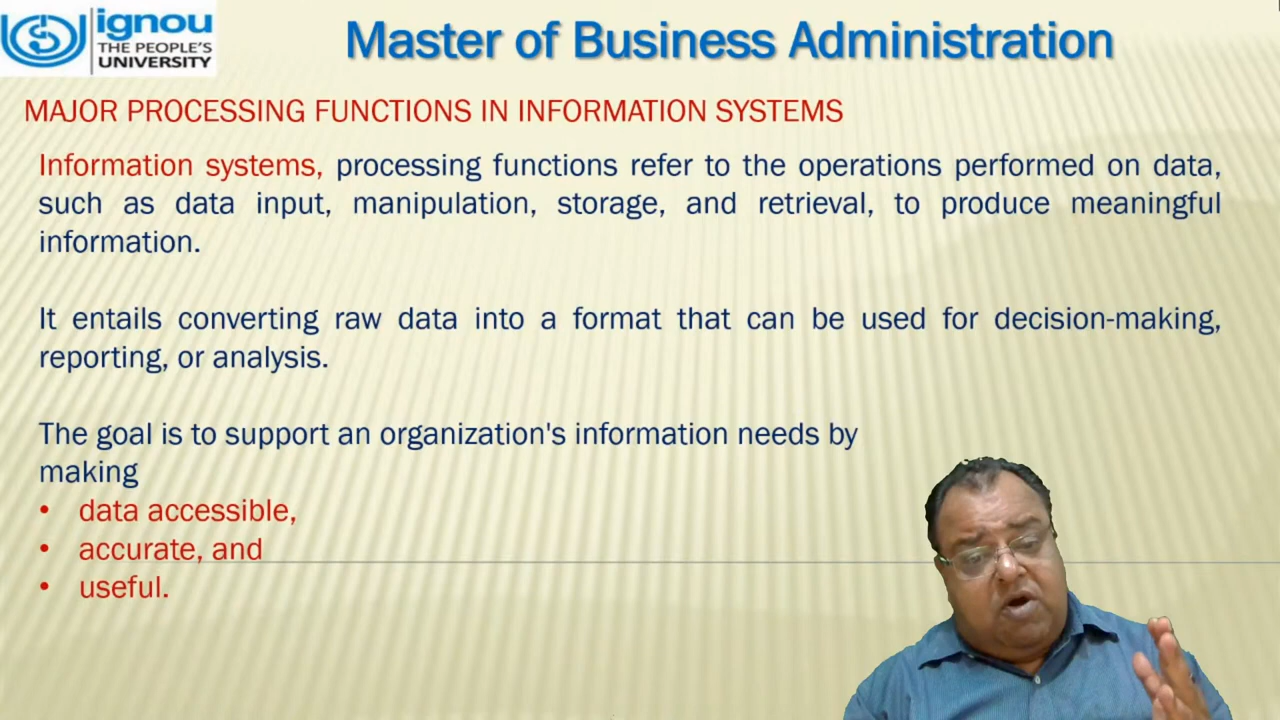 ignou
THE PEOPLE'S
UNIVERSITY
Master of Business Administration
MAJOR PROCESSING FUNCTIONS IN INFORMATION SYSTEMS
Information systems, processing functions refer to the operations performed on data,
such as data input, manipulation, storage, and retrieval, to produce meaningful
information.
It entails converting raw data into a format that can be used for decision-making,
reporting, or analysis.
The goal is to support an organization's information needs by
making
• data accessible,
• accurate, and
• useful.